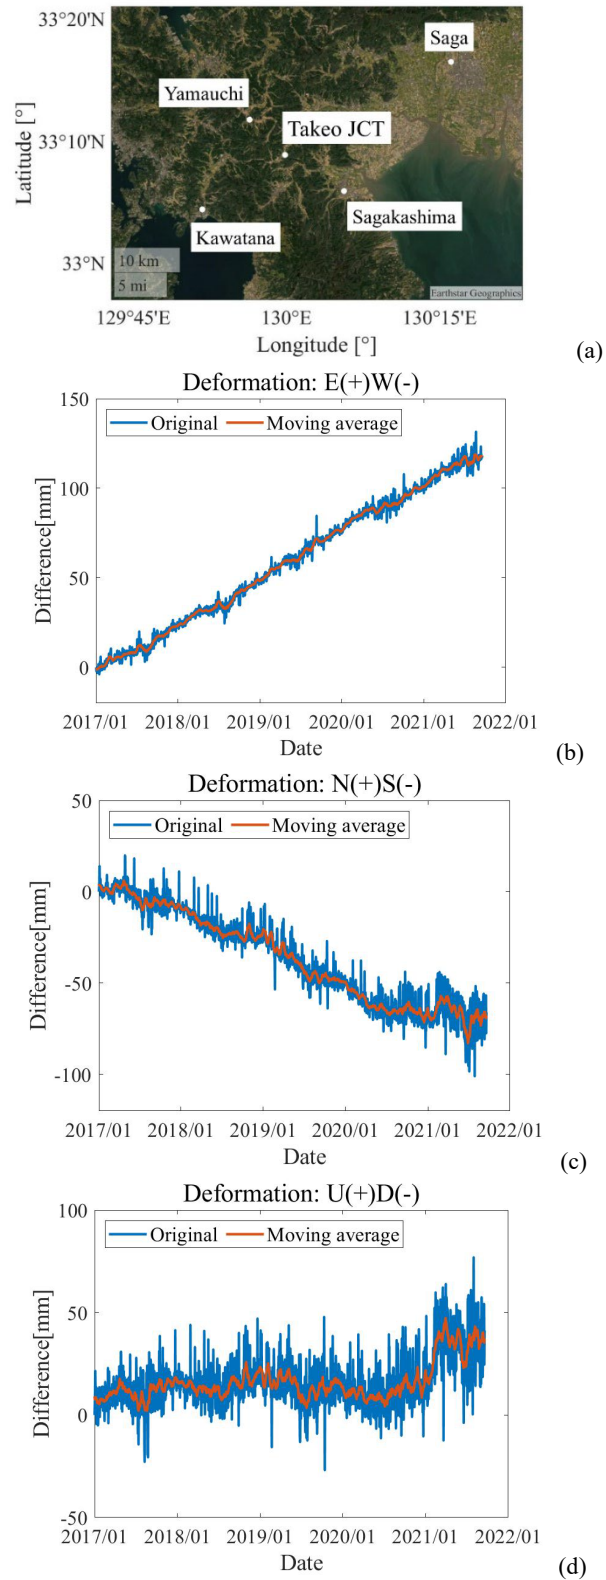 33°20'N
Saga
Yamauchi
33°10'N
Takeo JCT
Latitude [°]
Sagakashima
Kawatana
33°N
10 km
5 mi
Earthstar Geographics
129°45'E 130°E 130°15'E
Longitude [°]
(a)
Deformation: E(+)W(-)
150
Original Moving average
100
Difference[mm]
50
0
2017/01 2018/01 2019/01 2020/01 2021/01 2022/01
Date
(b)
Deformation: N(+)S(-)
50
Original Moving average
0
Difference[mm]
-50
-100
2017/01 2018/01 2019/01 2020/01 2021/01 2022/01
Date
(c)
Deformation: U(+)D(-)
100
Original Moving average
50
Difference[mm]
0
-50
2017/01 2018/01 2019/01 2020/01 2021/01 2022/01
Date
(d)